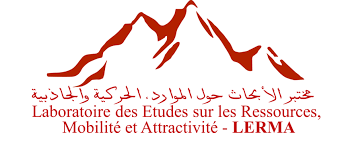 مختبر الأبحاث حول الموارد. الحركية والجاذبية
Laboratoire des Etudes sur les Ressources,
Mobilité et Attractivité - LERMA